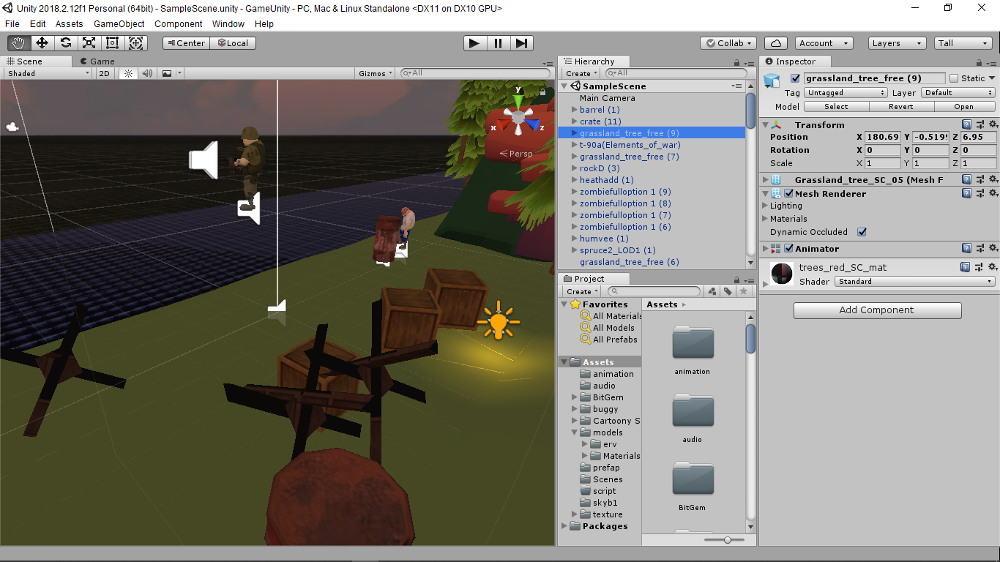 Unity 2018.2.12f1 Personal (64bit) - SampleScene.unity - GameUnity - PC, Mac & Linux Standalone <DX11 on DX10 GPU>
File Edit Assets GameObject Component Window Help
Center Local Collab Account Layers Tall
Scene Game
Shaded 2D Gizmos All
y
x z
Persp
Hierarchy
Create All
SampleScene
Main Camera
barrel (1)
crate (11)
grassland_tree_free (9)
t-90a(Elements_of_war)
grassland_tree_free (7)
rockD (3)
heathadd (1)
zombiefulloption 1 (9)
zombiefulloption 1 (8)
zombiefulloption 1 (7)
zombiefulloption 1 (6)
humvee (1)
spruce2_LOD1 (1)
grassland_tree_free (6)
Project
Create
Favorites
All Materials
All Models
All Prefabs
Assets
animation
audio
BitGem
buggy
Cartoony S
models
erv
Materials
prefap
Scenes
script
skyb1
texture
Packages
Assets
animation
audio
BitGem
Inspector
grassland_tree_free (9) Static
Tag Untagged Layer Default
Model Select Revert Open
Transform
Position X 180.69 Y -0.5199 Z 6.95
Rotation X 0 Y 0 Z 0
Scale X 1 Y 1 Z 1
Grassland_tree_SC_05 (Mesh F
Mesh Renderer
Lighting
Materials
Dynamic Occluded
Animator
trees_red_SC_mat
Shader Standard
Add Component